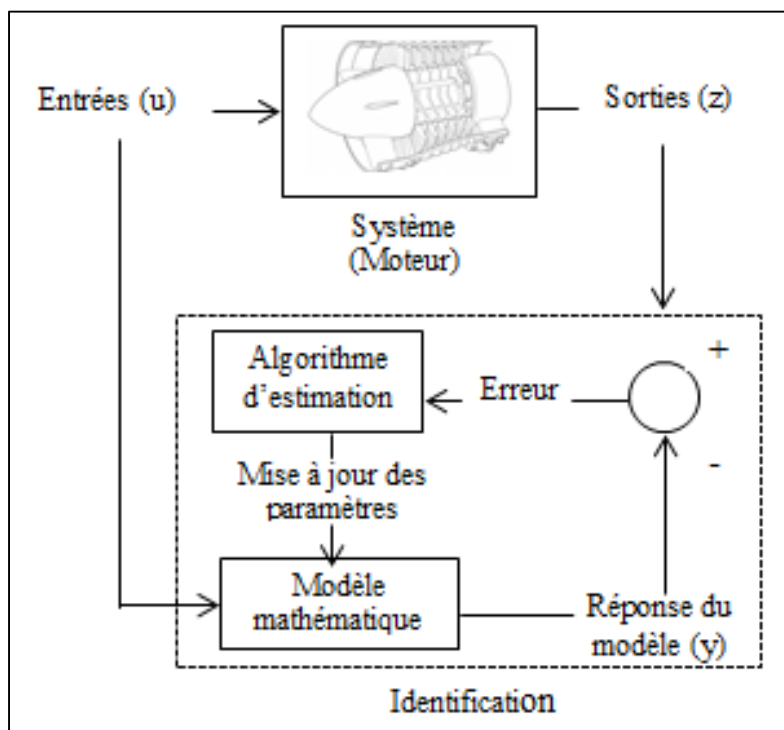 Entrées (u)
Sorties (z)
Système
(Moteur)
+
Algorithme
d'estimation
Erreur
-
Mise à jour des
paramètres
Modèle
mathématique
Réponse du
modèle (y)
Identification